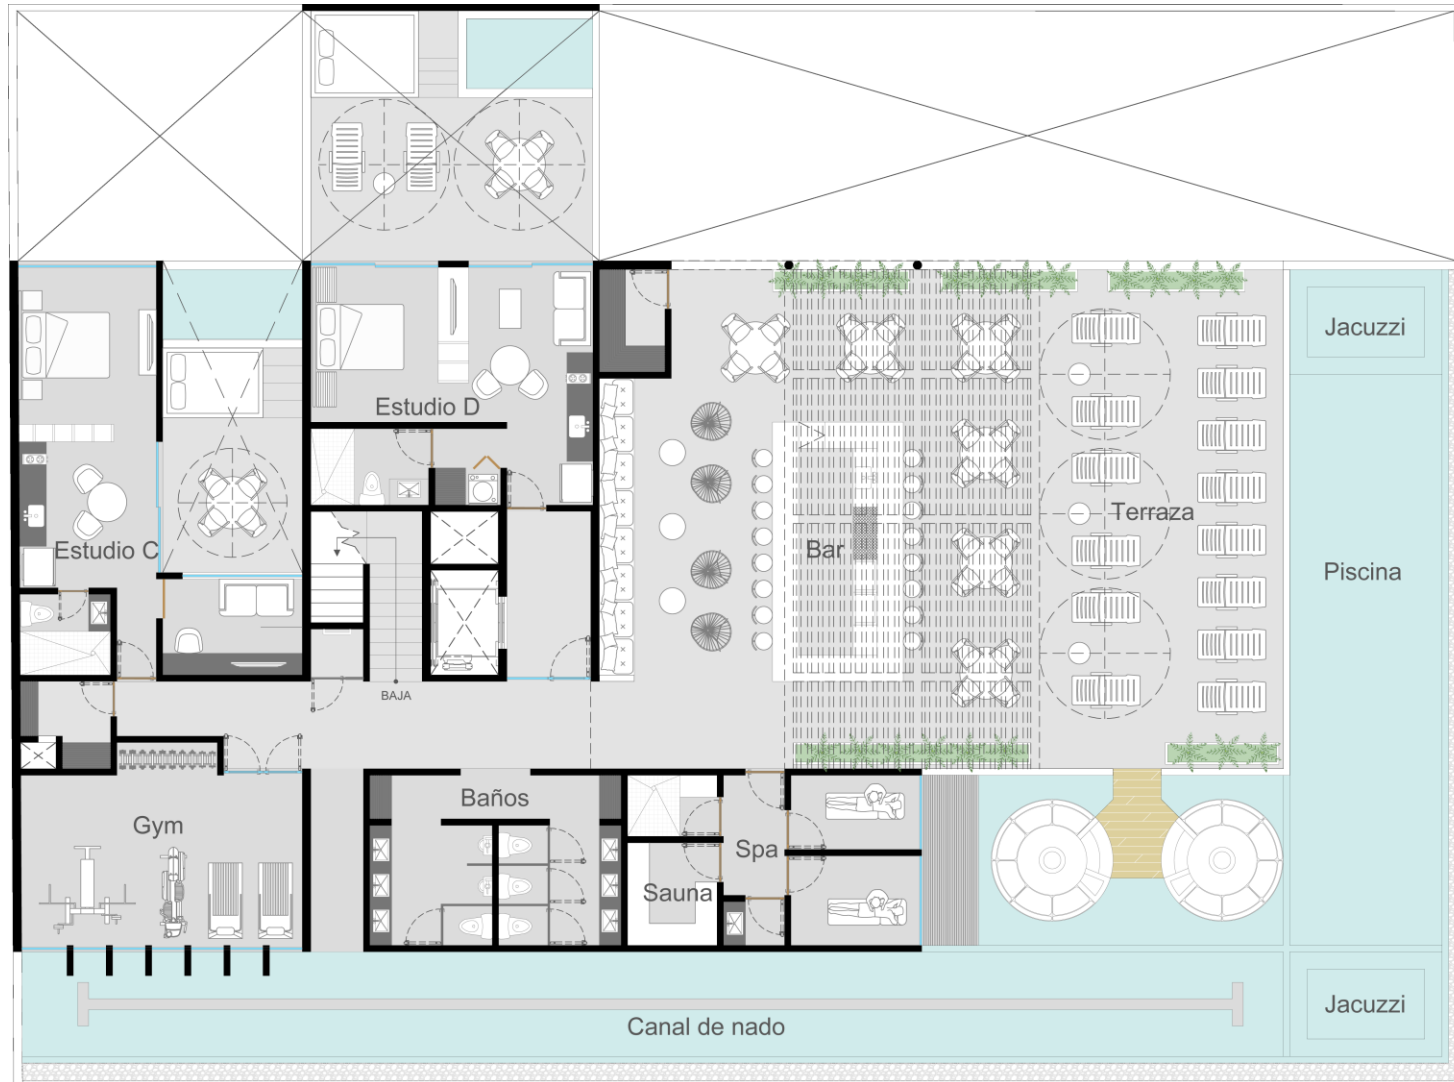 Jacuzzi
Estudio D
Terraza
Estudio C
Bar
Piscina
BAJA
Baños
Gym
Spa
Sauna
Jacuzzi
Canal de nado